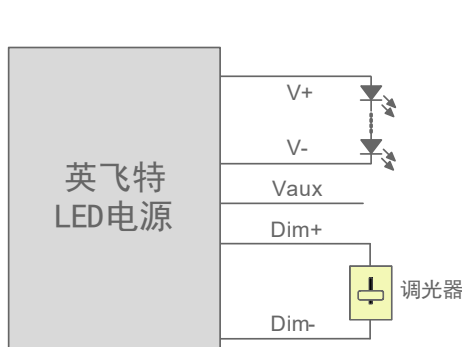 V+
V-
英飞特
LED电源
Vaux
Dim+
调光器
Dim-